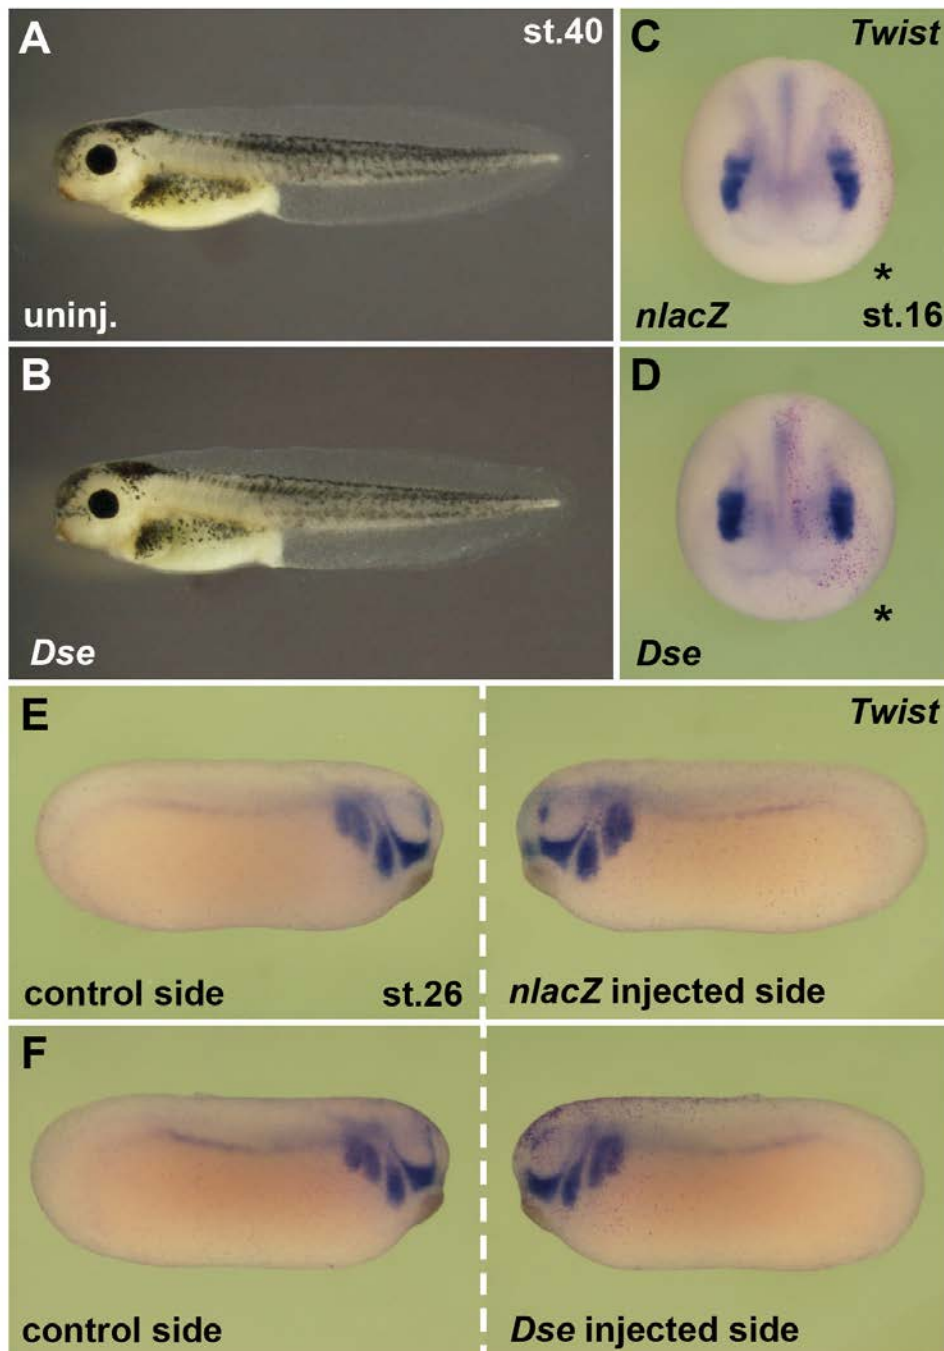 A
st.40
uninj.
B
Dse
C
Twist
*
nlacZ
st.16
D
*
Dse
E
Twist
control side
st.26
nlacZ injected side
F
control side
Dse injected side